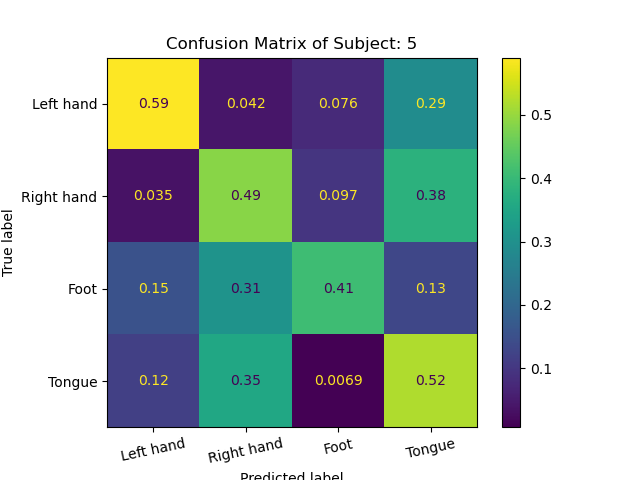 Confusion Matrix of Subject: 5
Left hand 0.59 0.042 0.076 0.29
Right hand 0.035 0.49 0.097 0.38
Foot 0.15 0.31 0.41 0.13
Tongue 0.12 0.35 0.0069 0.52
Left hand Right hand Foot Tongue
Predicted label
True label
0.5
0.4
0.3
0.2
0.1